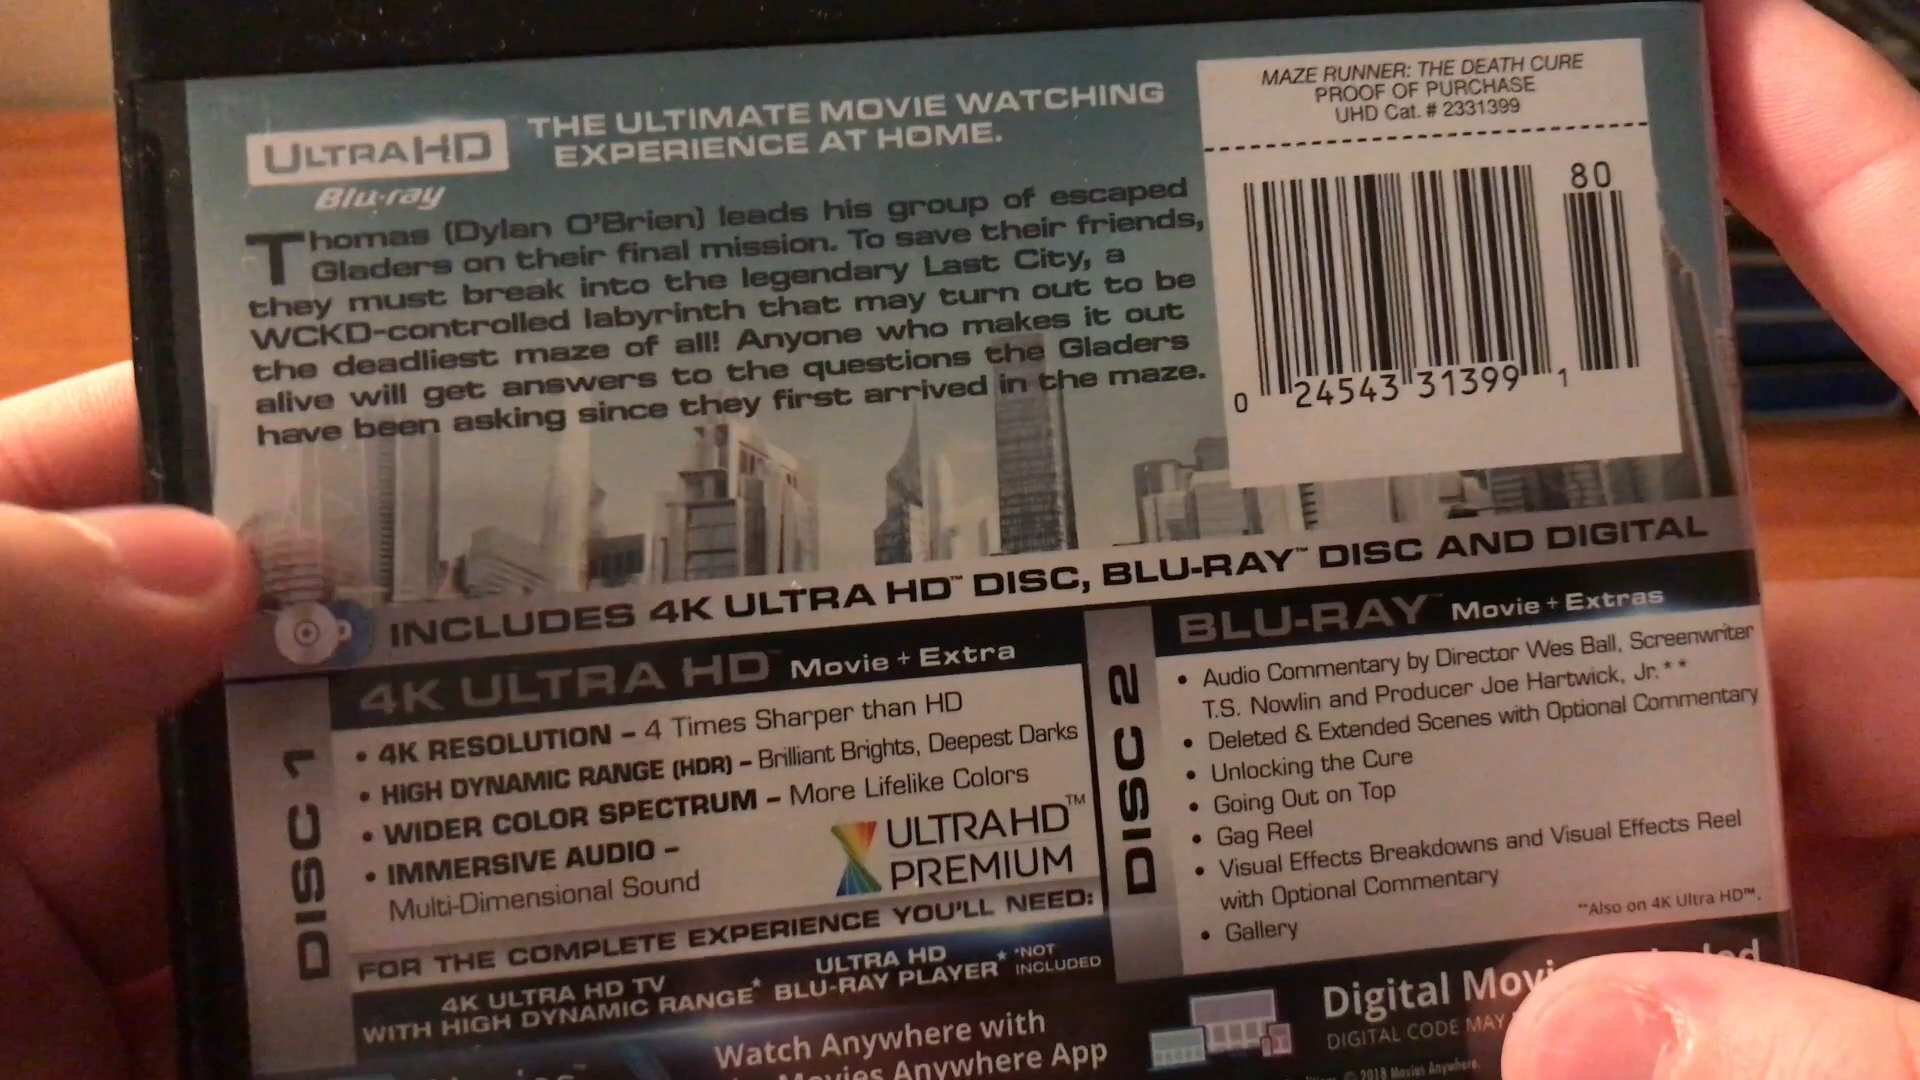 MAZE RUNNER: THE DEATH CURE
PROOF OF PURCHASE
UHD Cat. # 2331399
80
0 24543 31399 1
ULTRA HD
Blu-ray
THE ULTIMATE MOVIE WATCHING
EXPERIENCE AT HOME.
Thomas (Dylan O'Brien) leads his group of escaped
Gladers on their final mission. To save their friends,
they must break into the legendary Last City, a
WCKD-controlled labyrinth that may turn out to be
the deadliest maze of all! Anyone who makes it out
alive will get answers to the questions the Gladers
have been asking since they first arrived in the maze.
INCLUDES 4K ULTRA HD™ DISC, BLU-RAY™ DISC AND DIGITAL
DISC 1
4K ULTRA HD™ Movie + Extra
• 4K RESOLUTION – 4 Times Sharper than HD
• HIGH DYNAMIC RANGE (HDR) – Brilliant Brights, Deepest Darks
• WIDER COLOR SPECTRUM – More Lifelike Colors
• IMMERSIVE AUDIO –
Multi-Dimensional Sound
ULTRA HD™
PREMIUM
FOR THE COMPLETE EXPERIENCE YOU'LL NEED:
4K ULTRA HD TV
WITH HIGH DYNAMIC RANGE*
ULTRA HD
BLU-RAY PLAYER*
*NOT
INCLUDED
DISC 2
BLU-RAY™ Movie + Extras
• Audio Commentary by Director Wes Ball, Screenwriter
T.S. Nowlin and Producer Joe Hartwick, Jr.**
• Deleted & Extended Scenes with Optional Commentary
• Unlocking the Cure
• Going Out on Top
• Gag Reel
• Visual Effects Breakdowns and Visual Effects Reel
with Optional Commentary
• Gallery
**Also on 4K Ultra HD™.
Watch Anywhere with
Movies Anywhere App
Digital Movi
DIGITAL CODE MAY
© 2018 Movies Anywhere.